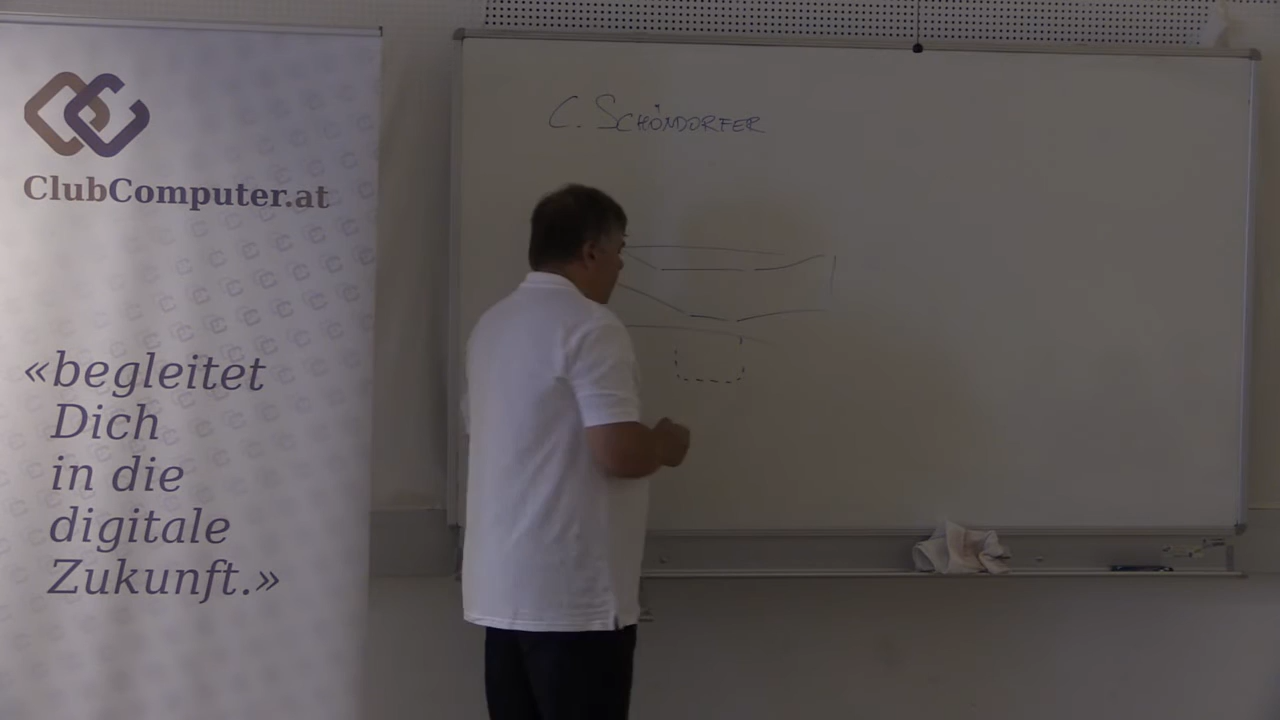 ClubComputer.at
«begleitet
Dich
in die
digitale
Zukunft.»
C. SCHÖNDORFER